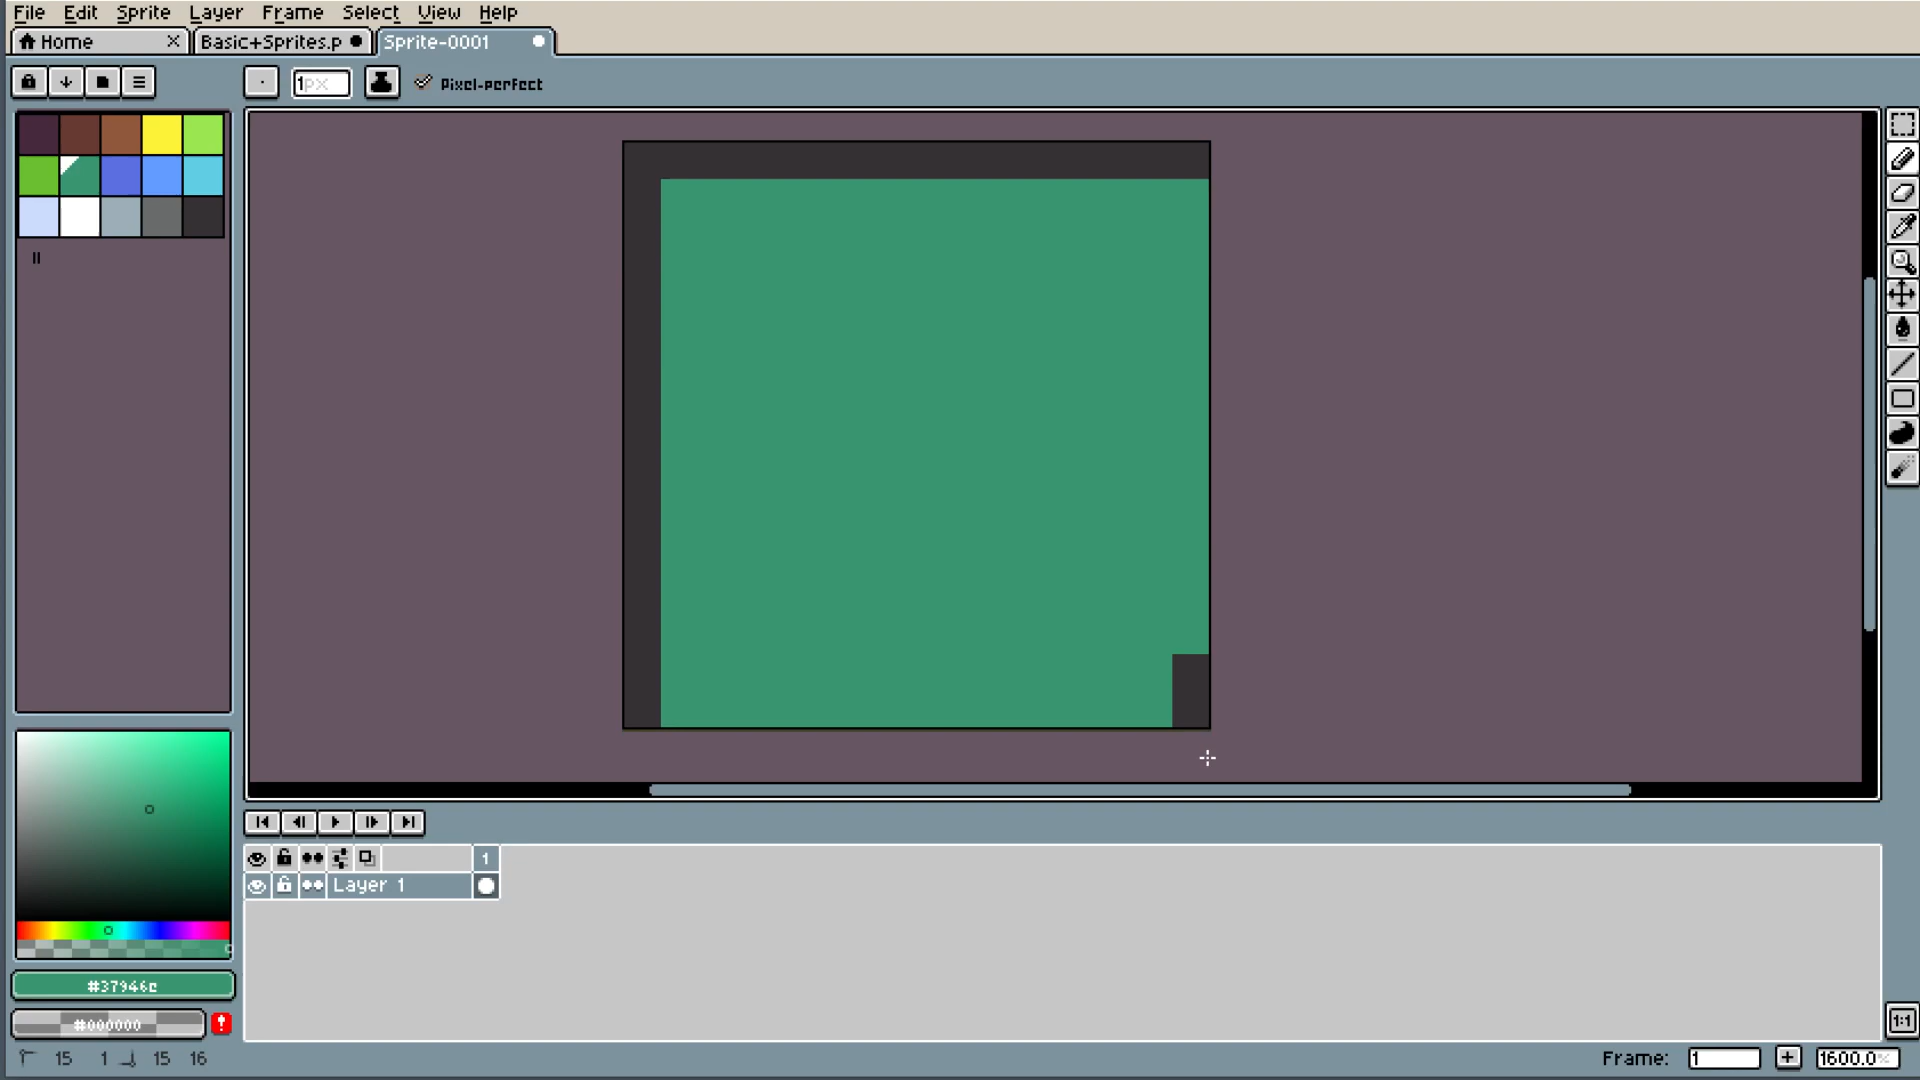 File Edit Sprite Layer Frame Select View Help
Home Basic+Sprites.p Sprite-0001
1px Pixel-perfect
1
Layer 1
#37946e
#000000
15 1 15 16
Frame: 1 1600.0%
1:1